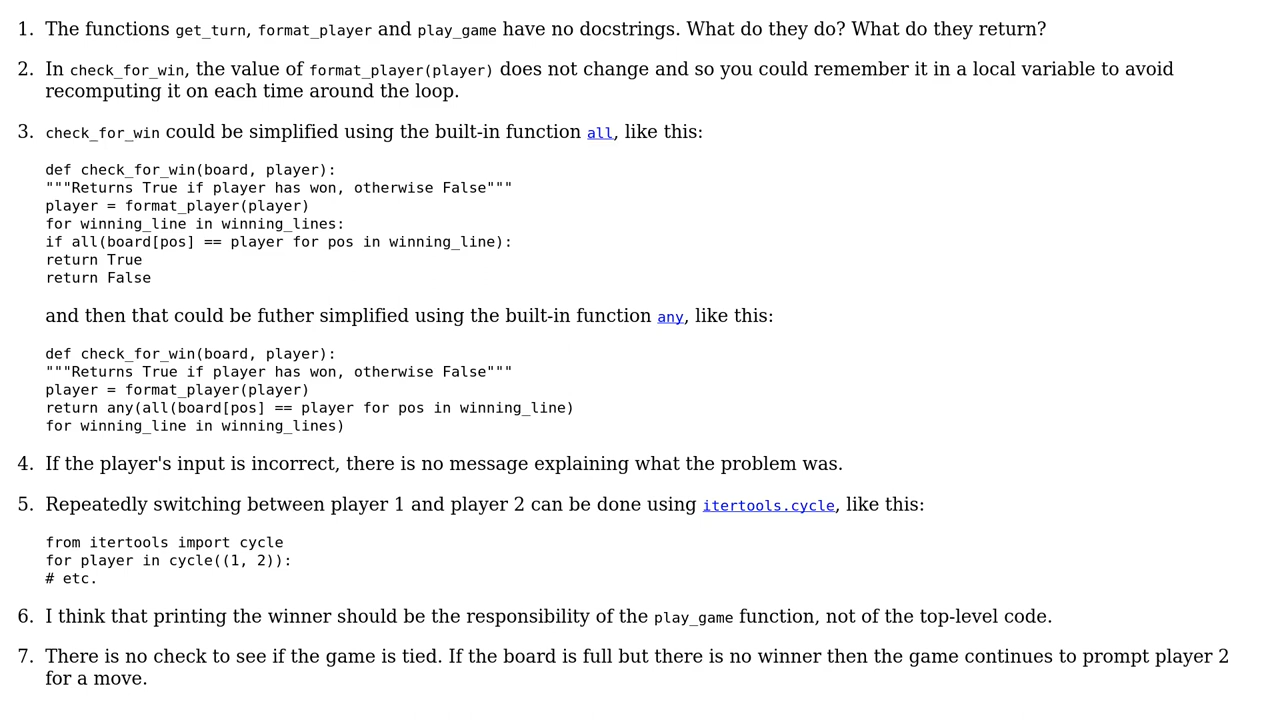 1. The functions get_turn, format_player and play_game have no docstrings. What do they do? What do they return?
2. In check_for_win, the value of format_player(player) does not change and so you could remember it in a local variable to avoid
recomputing it on each time around the loop.
3. check_for_win could be simplified using the built-in function all, like this:
def check_for_win(board, player):
"""Returns True if player has won, otherwise False"""
player = format_player(player)
for winning_line in winning_lines:
if all(board[pos] == player for pos in winning_line):
return True
return False
and then that could be futher simplified using the built-in function any, like this:
def check_for_win(board, player):
"""Returns True if player has won, otherwise False"""
player = format_player(player)
return any(all(board[pos] == player for pos in winning_line)
for winning_line in winning_lines)
4. If the player's input is incorrect, there is no message explaining what the problem was.
5. Repeatedly switching between player 1 and player 2 can be done using itertools.cycle, like this:
from itertools import cycle
for player in cycle((1, 2)):
# etc.
6. I think that printing the winner should be the responsibility of the play_game function, not of the top-level code.
7. There is no check to see if the game is tied. If the board is full but there is no winner then the game continues to prompt player 2
for a move.